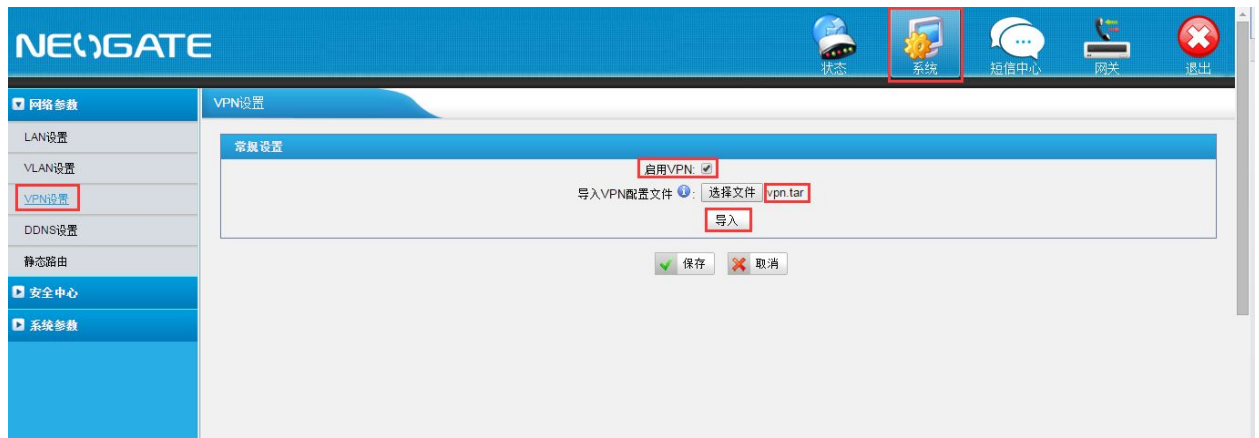 NEOGATE
状态
系统
短信中心
网关
退出
网络参数
VPN设置
LAN设置
VLAN设置
VPN设置
DDNS设置
静态路由
安全中心
系统参数
常规设置
启用VPN:
导入VPN配置文件 : 选择文件 vpn.tar
导入
保存 取消